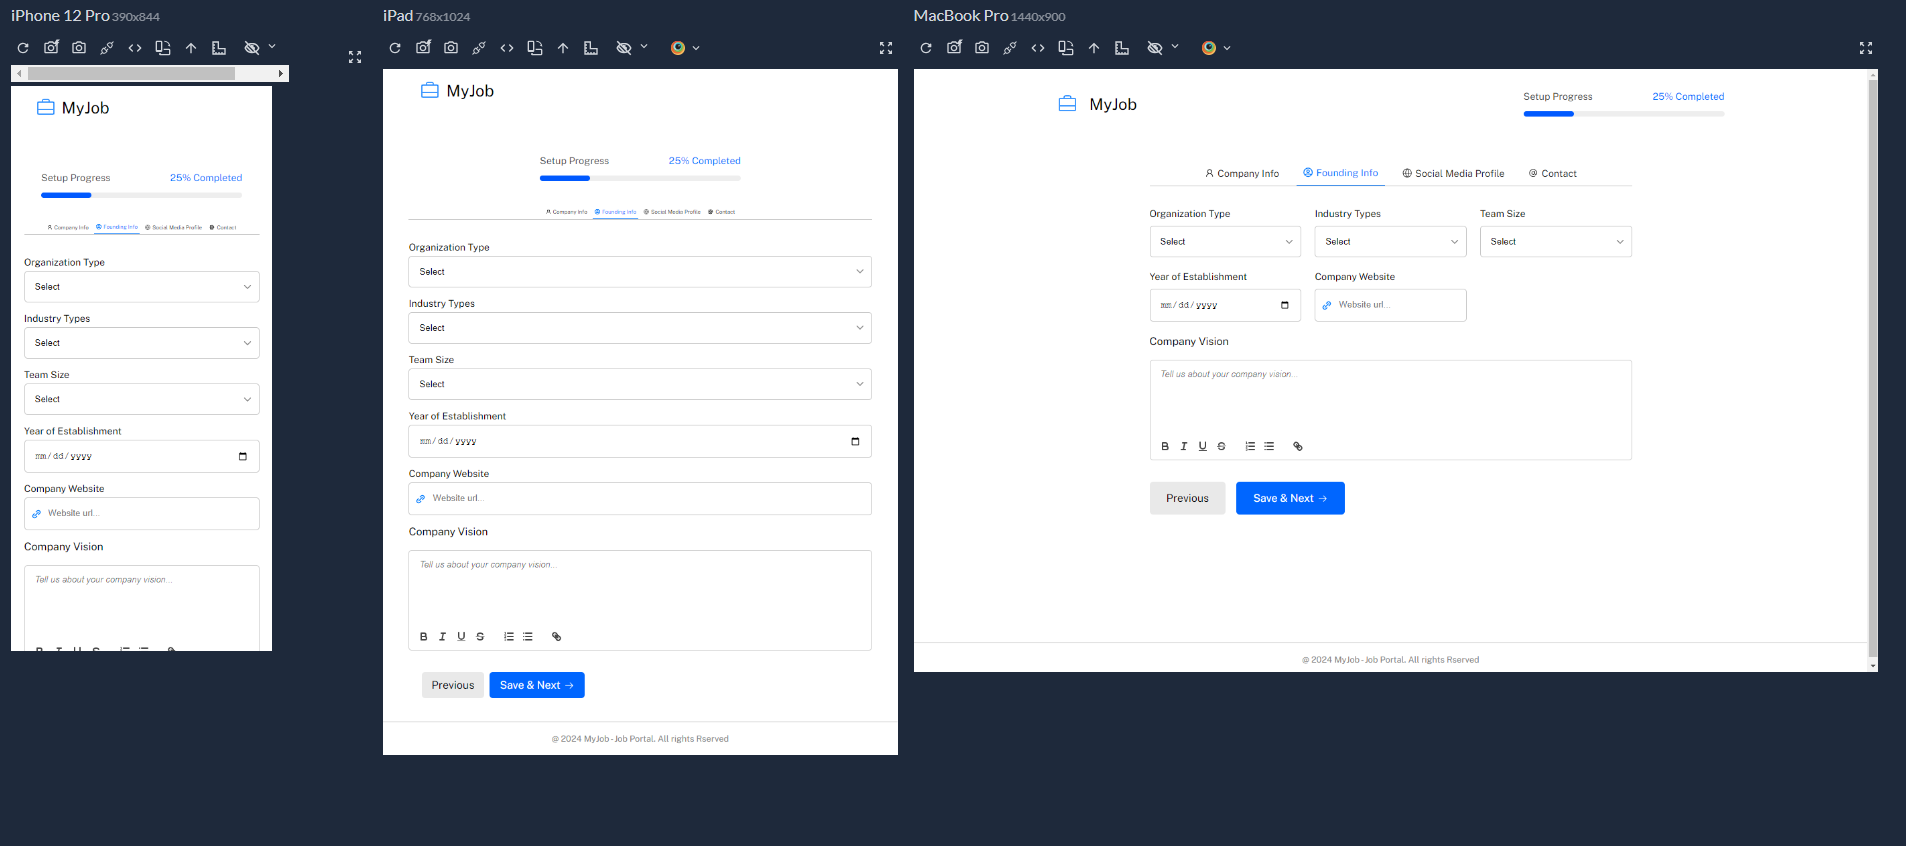 iPhone 12 Pro 390x844
MyJob
Setup Progress 25% Completed
Company Info Founding Info Social Media Profile Contact
Organization Type
Select
Industry Types
Select
Team Size
Select
Year of Establishment
mm/dd/yyyy
Company Website
Website url...
Company Vision
Tell us about your company vision...
B I U S
iPad 768x1024
MyJob
Setup Progress 25% Completed
Company Info Founding Info Social Media Profile Contact
Organization Type
Select
Industry Types
Select
Team Size
Select
Year of Establishment
mm/dd/yyyy
Company Website
Website url...
Company Vision
Tell us about your company vision...
B I U S
Previous Save & Next →
@ 2024 MyJob - Job Portal. All rights Rserved
MacBook Pro 1440x900
MyJob
Setup Progress 25% Completed
Company Info Founding Info Social Media Profile Contact
Organization Type Industry Types Team Size
Select Select Select
Year of Establishment Company Website
mm/dd/yyyy Website url...
Company Vision
Tell us about your company vision...
B I U S
Previous Save & Next →
@ 2024 MyJob - Job Portal. All rights Rserved